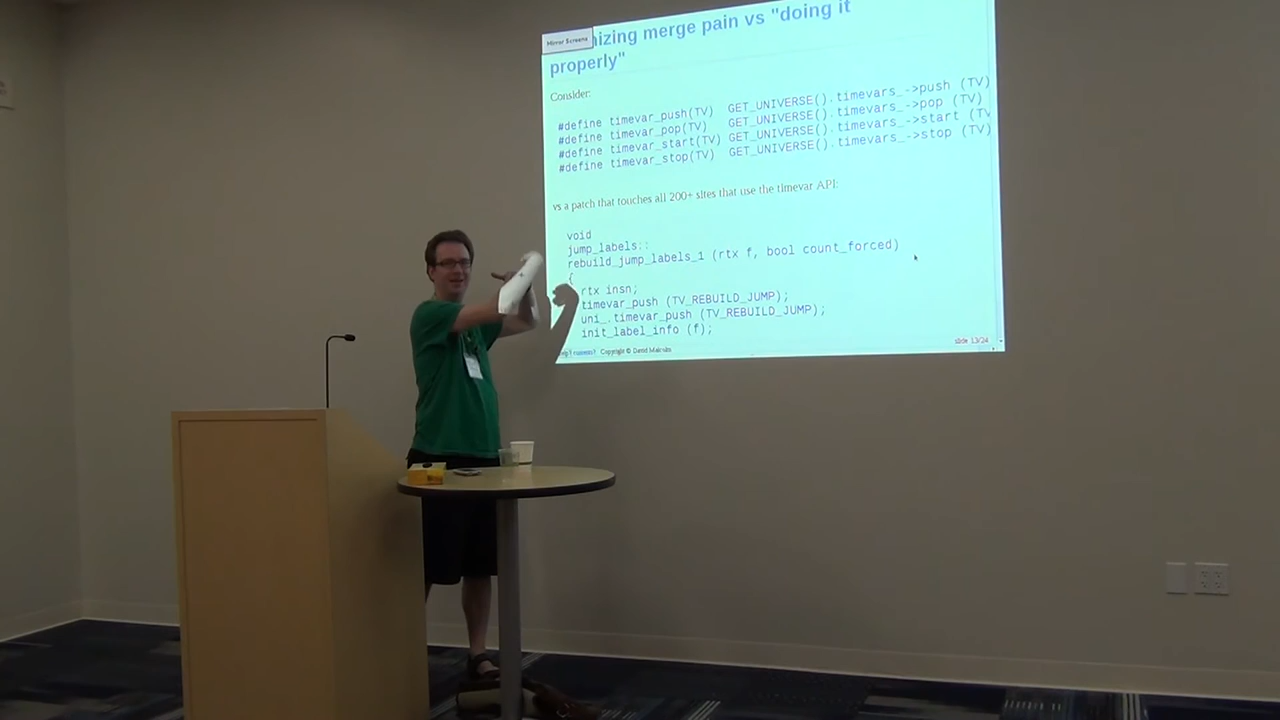 Mirror Screens
nizing merge pain vs "doing it
properly"
Consider:
#define timevar_push(TV) GET_UNIVERSE().timevars_->push (TV)
#define timevar_pop(TV) GET_UNIVERSE().timevars_->pop (TV)
#define timevar_start(TV) GET_UNIVERSE().timevars_->start (TV
#define timevar_stop(TV) GET_UNIVERSE().timevars_->stop (TV)
vs a patch that touches all 200+ sites that use the timevar API:
void
jump_labels::
rebuild_jump_labels_1 (rtx f, bool count_forced)
{
rtx insn;
timevar_push (TV_REBUILD_JUMP);
uni_.timevar_push (TV_REBUILD_JUMP);
init_label_info (f);
Copyright © David Malcolm
slide 13/24